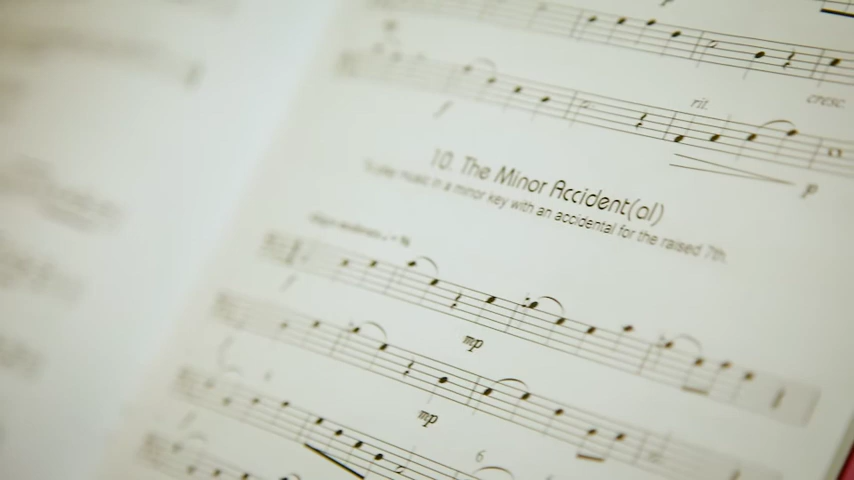 cresc.
rit.
p
f
10. The Minor Accident(al)
To play music in a minor key with an accidental for the raised 7th.
f
mp
mp
6